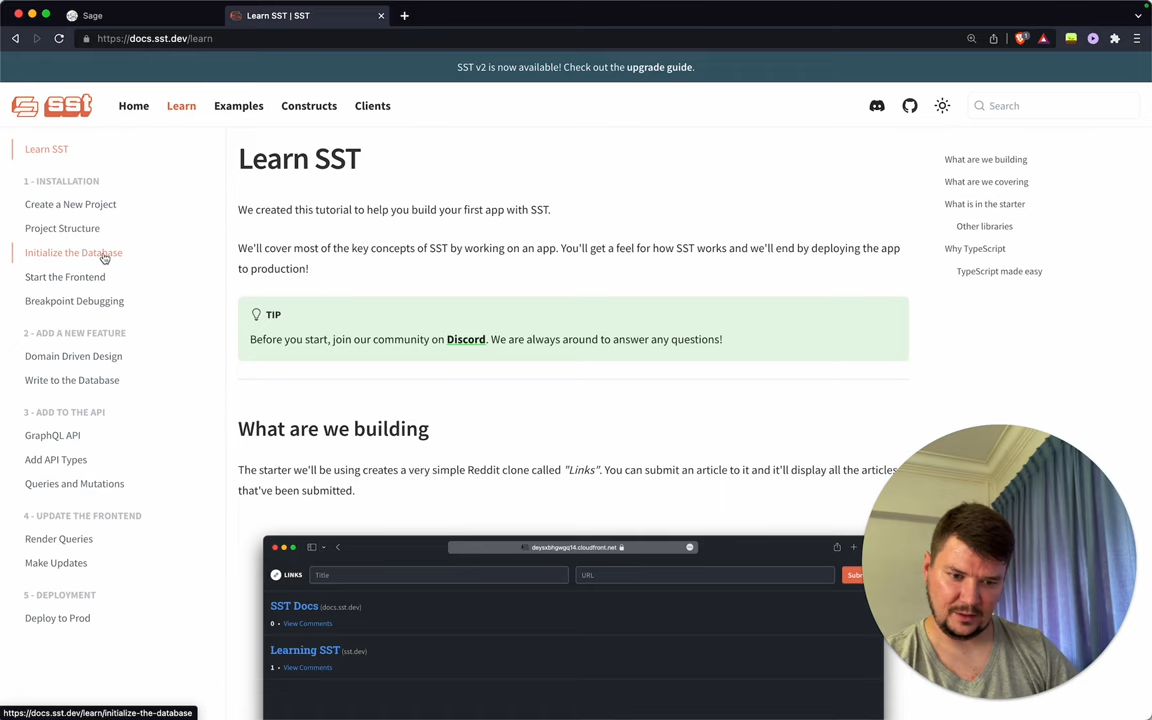 Sage
Learn SST | SST
https://docs.sst.dev/learn
1
SST v2 is now available! Check out the upgrade guide.
SST
Home
Learn
Examples
Constructs
Clients
Search
Learn SST
1 - INSTALLATION
Create a New Project
Project Structure
Initialize the Database
Start the Frontend
Breakpoint Debugging
2 - ADD A NEW FEATURE
Domain Driven Design
Write to the Database
3 - ADD TO THE API
GraphQL API
Add API Types
Queries and Mutations
4 - UPDATE THE FRONTEND
Render Queries
Make Updates
5 - DEPLOYMENT
Deploy to Prod
Learn SST
We created this tutorial to help you build your first app with SST.
We'll cover most of the key concepts of SST by working on an app. You'll get a feel for how SST works and we'll end by deploying the app
to production!
TIP
Before you start, join our community on Discord. We are always around to answer any questions!
What are we building
The starter we'll be using creates a very simple Reddit clone called "Links". You can submit an article to it and it'll display all the articles
that've been submitted.
deysxbhgwgq14.cloudfront.net
LINKS
Title
URL
Subr
SST Docs (docs.sst.dev)
0 • View Comments
Learning SST (sst.dev)
1 • View Comments
What are we building
What are we covering
What is in the starter
Other libraries
Why TypeScript
TypeScript made easy
https://docs.sst.dev/learn/initialize-the-database